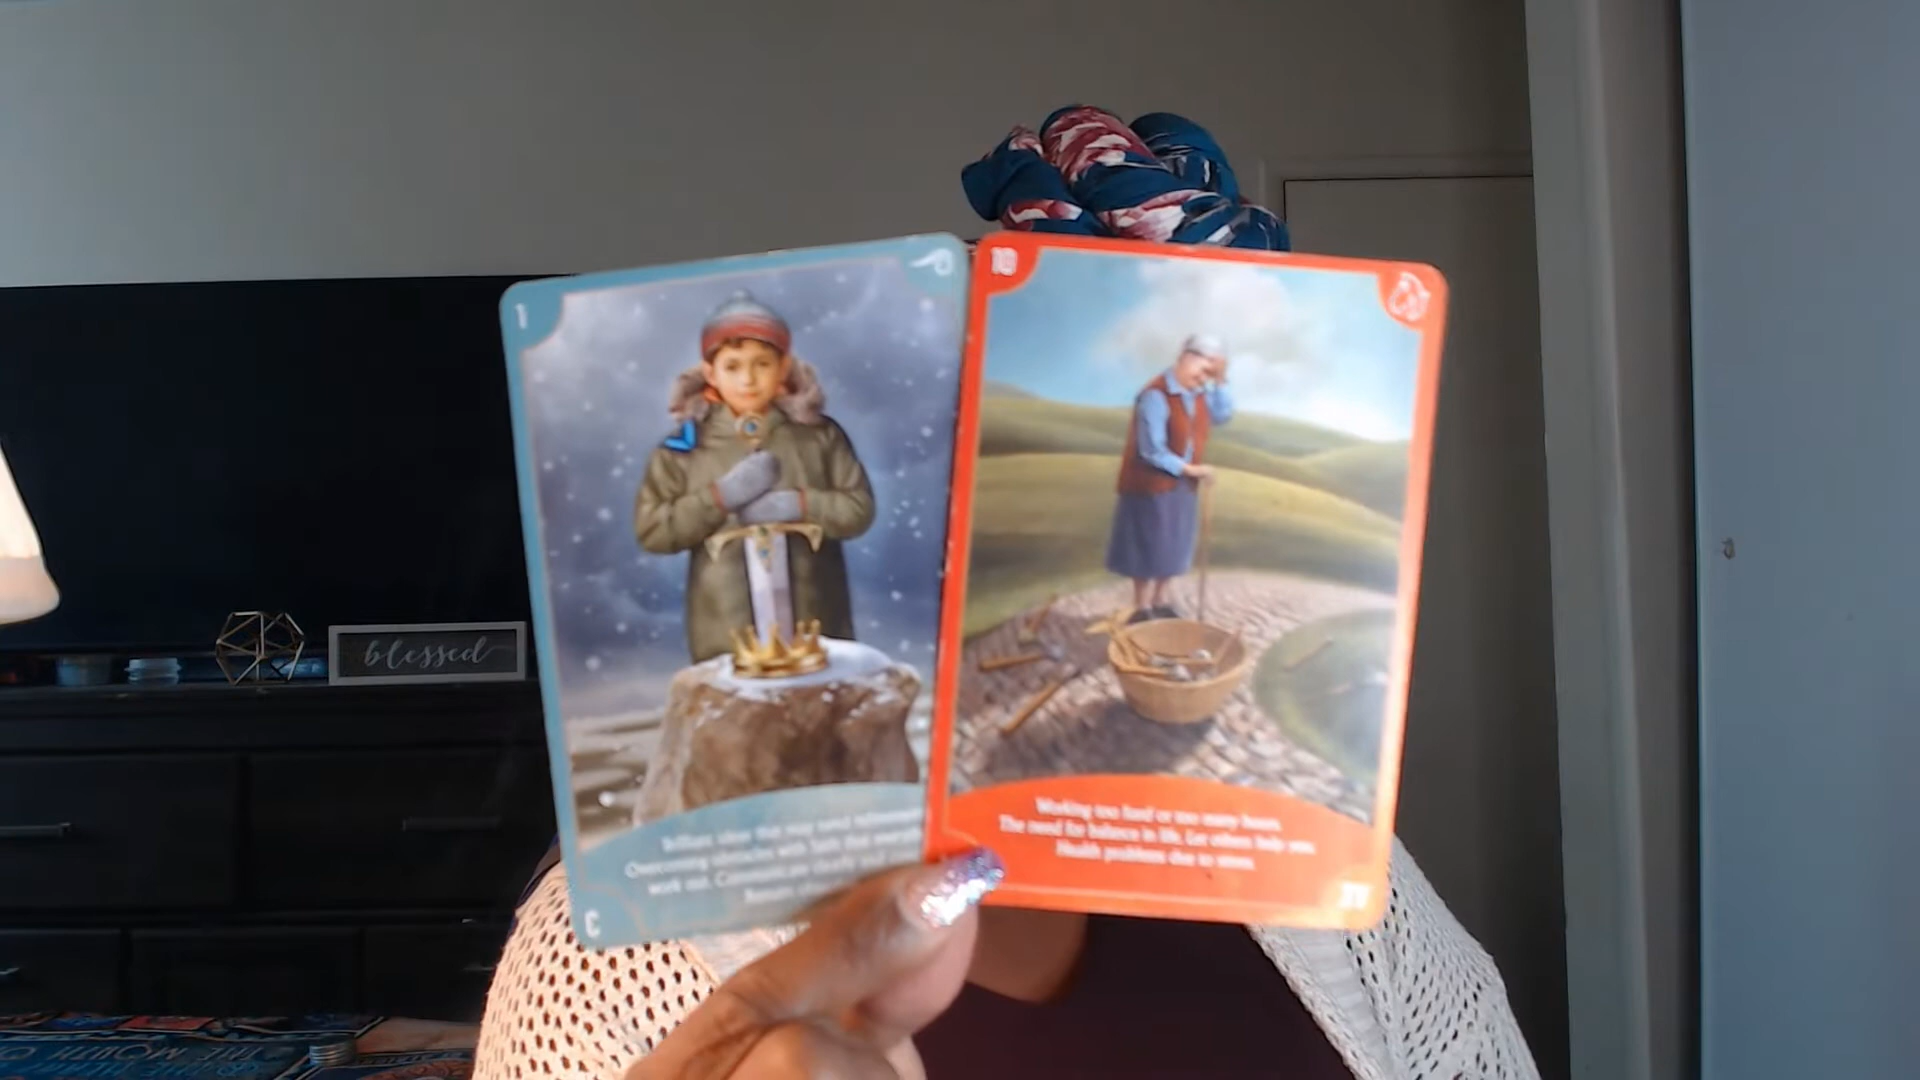 1
10
blessed
Brilliant ideas that may need refinement.
Overcoming obstacles with faith that
work out. Communicate clearly and
Working too hard or too many hours.
The need for balance in life. Let others help you.
Health problems due to stress.
THE MOUTH